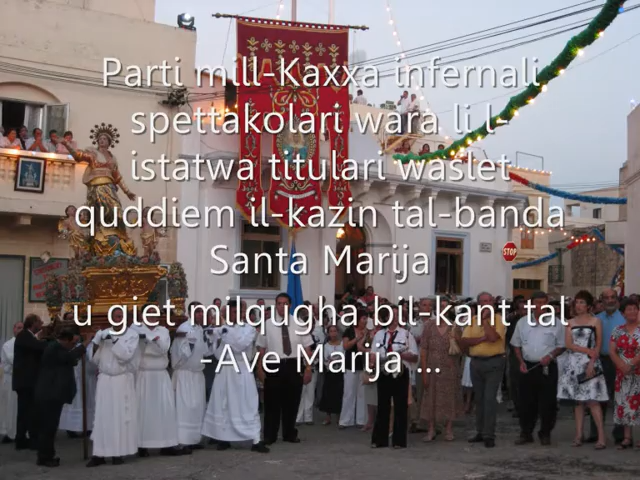 Parti mill-Kaxxa infernali
spettakolari wara li l-
istatwa titulari waslet
quddiem il-kazin tal-banda
Santa Marija
u giet milqugha bil-kant tal
-Ave Marija ...
STOP